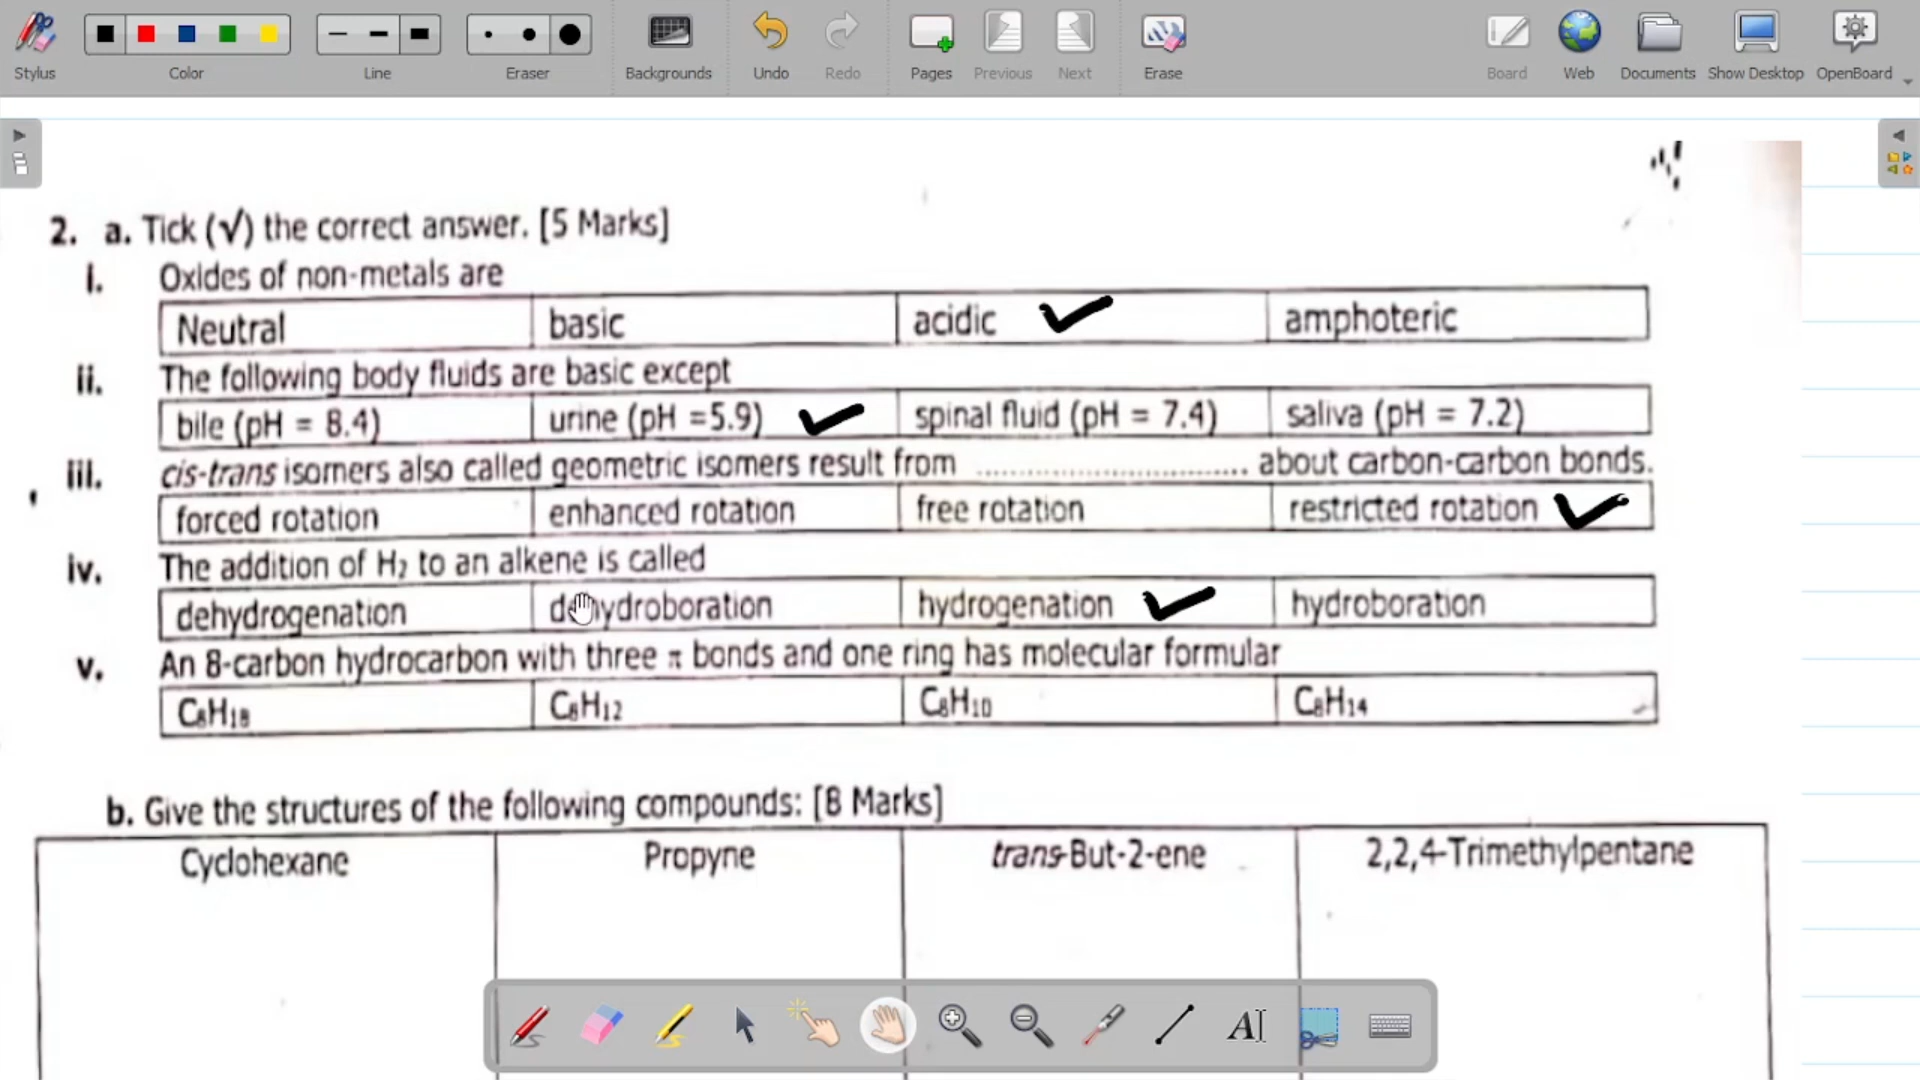 Stylus Color Line Eraser Backgrounds Undo Redo Pages Previous Next Erase Board Web Documents Show Desktop OpenBoard
2. a. Tick (√) the correct answer. [5 Marks]
i. Oxides of non-metals are
Neutral basic acidic ✓ amphoteric
ii. The following body fluids are basic except
bile (pH = 8.4) urine (pH =5.9) ✓ spinal fluid (pH = 7.4) saliva (pH = 7.2)
iii. cis-trans isomers also called geometric isomers result from .............................. about carbon-carbon bonds.
forced rotation enhanced rotation free rotation restricted rotation ✓
iv. The addition of H₂ to an alkene is called
dehydrogenation dehydroboration hydrogenation ✓ hydroboration
v. An 8-carbon hydrocarbon with three π bonds and one ring has molecular formular
C₈H₁₈ C₈H₁₂ C₈H₁₀ C₈H₁₄
b. Give the structures of the following compounds: [8 Marks]
Cyclohexane Propyne trans-But-2-ene 2,2,4-Trimethylpentane
AI